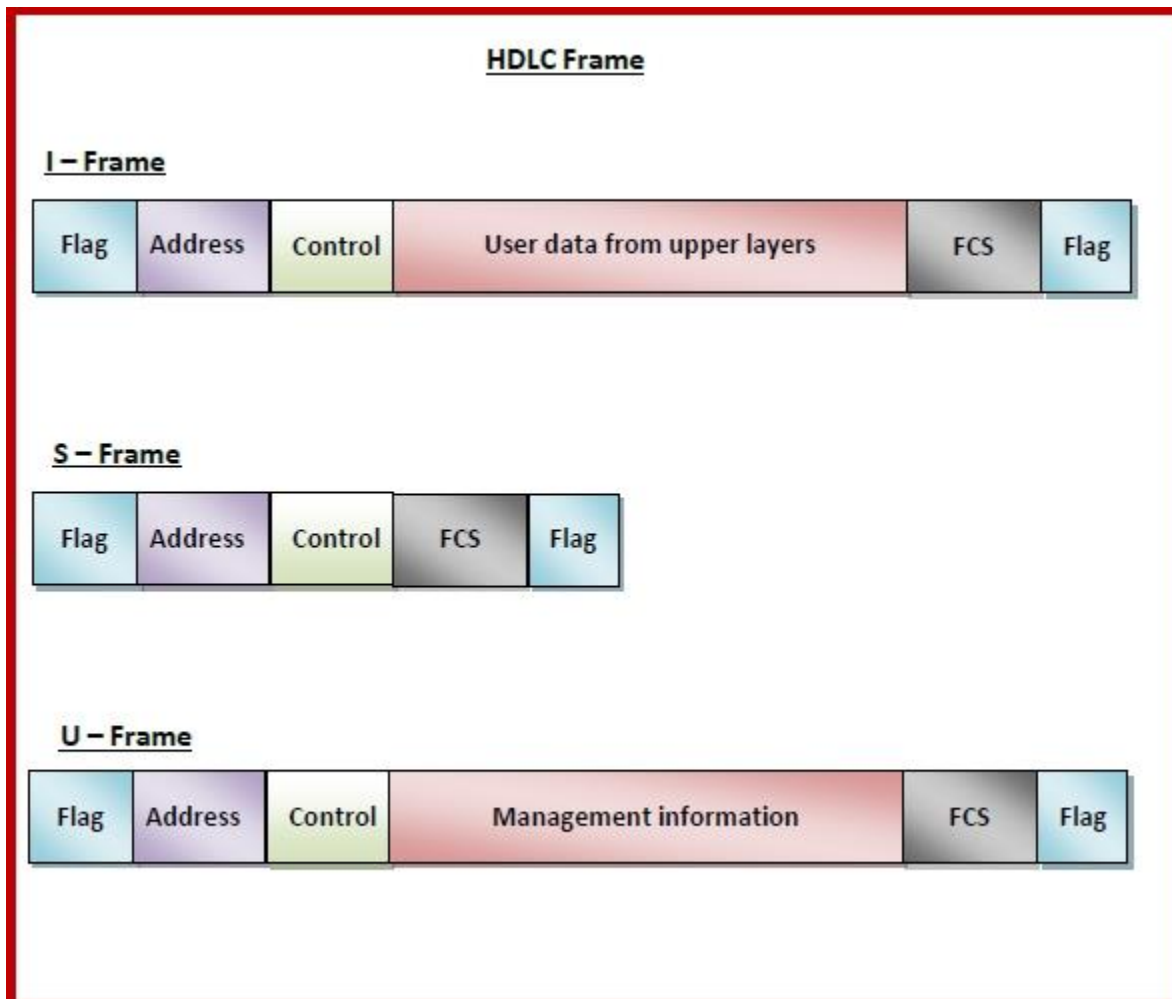 HDLC Frame
I – Frame
Flag Address Control User data from upper layers FCS Flag
S – Frame
Flag Address Control FCS Flag
U – Frame
Flag Address Control Management information FCS Flag